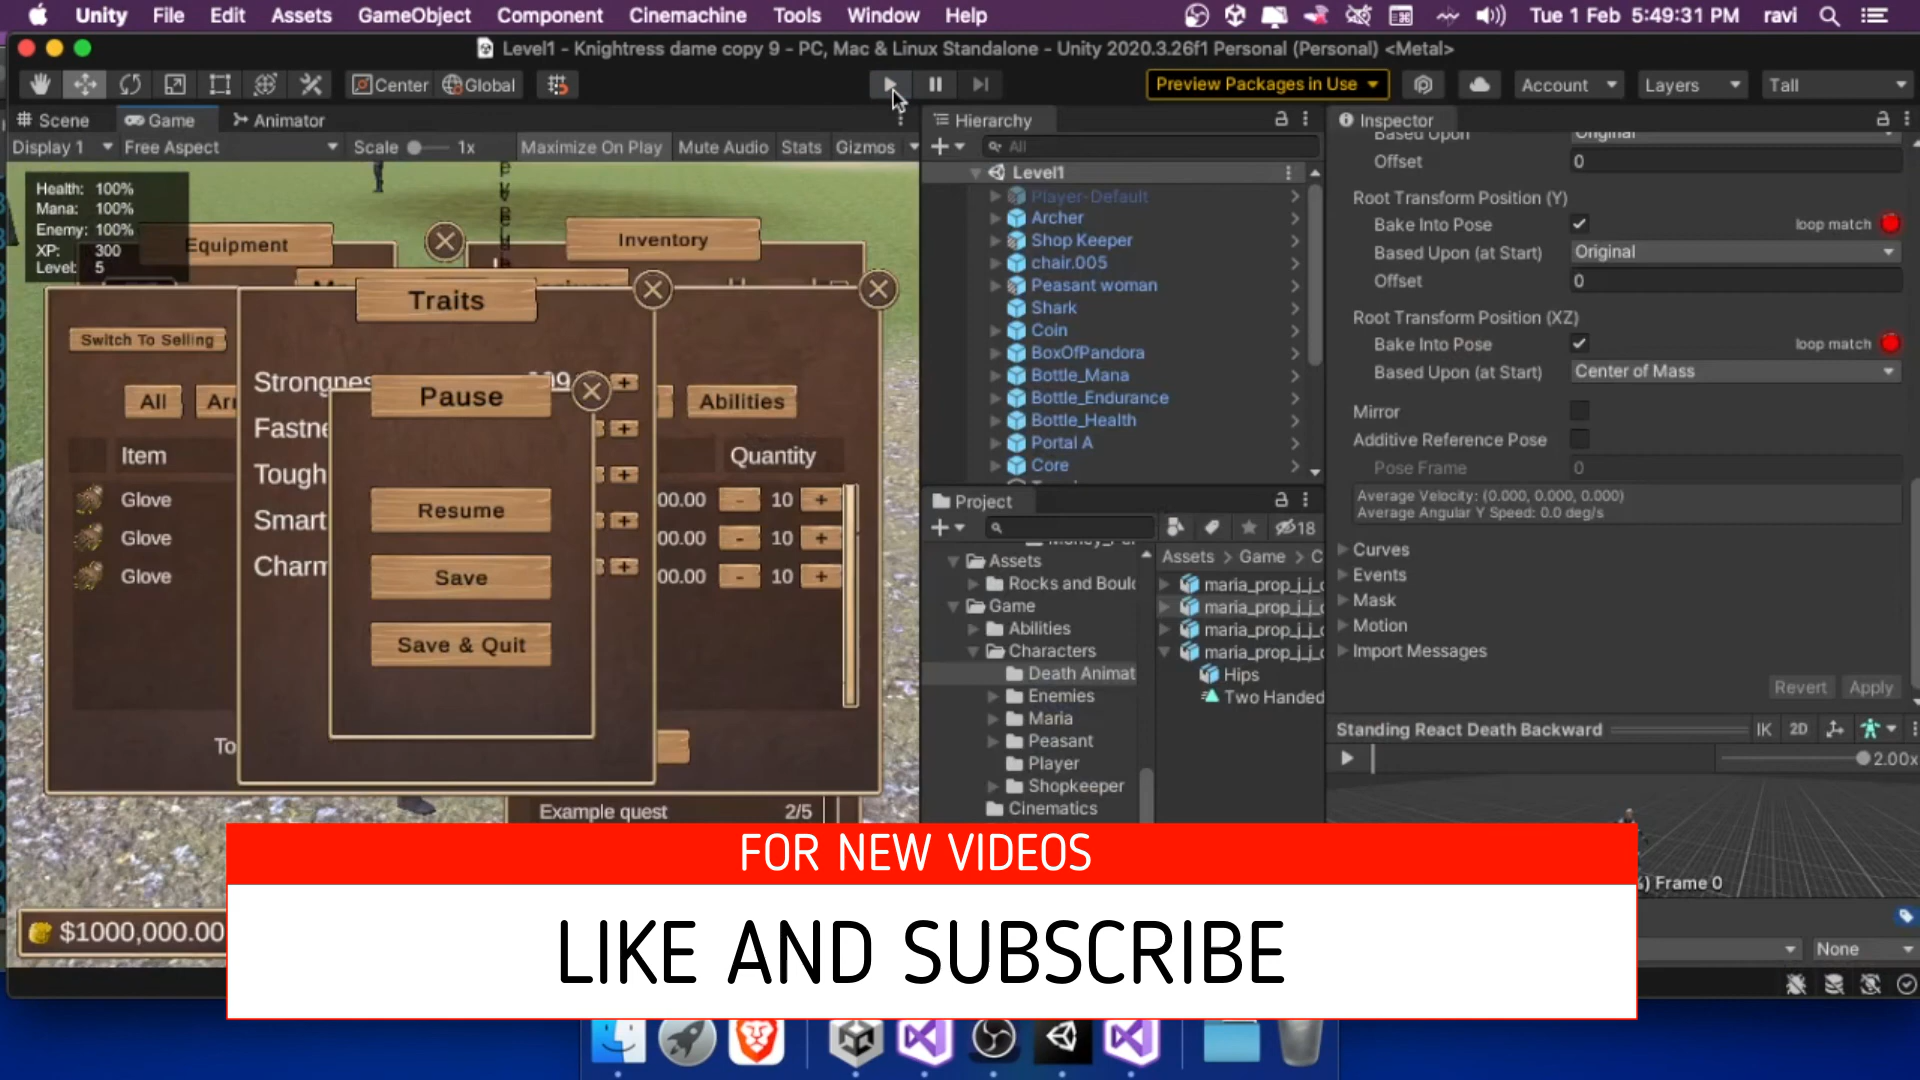 Unity File Edit Assets GameObject Component Cinemachine Tools Window Help
Tue 1 Feb 5:49:31 PM ravi
Level1 - Knightress dame copy 9 - PC, Mac & Linux Standalone - Unity 2020.3.26f1 Personal (Personal) <Metal>
Center Global
Preview Packages in Use
Account Layers Tall
Scene Game Animator
Display 1 Free Aspect Scale 1x Maximize On Play Mute Audio Stats Gizmos
Health: 100%
Mana: 100%
Enemy: 100%
XP: 300
Level: 5
Equipment
Inventory
Traits
Switch To Selling
Strongness
Pause
All
Abilities
Item
Quantity
Resume
Glove 00.00 - 10 +
Glove 00.00 - 10 +
Glove 00.00 - 10 +
Save
Save & Quit
Example quest 2/5
$1000,000.00
Hierarchy
All
Level1
Player-Default
Archer
Shop Keeper
chair.005
Peasant woman
Shark
Coin
BoxOfPandora
Bottle_Mana
Bottle_Endurance
Bottle_Health
Portal A
Core
Project
18
Assets
Rocks and Boulc
Game
Abilities
Characters
Death Animat
Enemies
Maria
Peasant
Player
Shopkeeper
Cinematics
Assets > Game > C
maria_prop_j_j_
maria_prop_j_j_
maria_prop_j_j_
maria_prop_j_j_
Hips
Two Handed
Inspector
Based Upon Original
Offset 0
Root Transform Position (Y)
Bake Into Pose loop match
Based Upon (at Start) Original
Offset 0
Root Transform Position (XZ)
Bake Into Pose loop match
Based Upon (at Start) Center of Mass
Mirror
Additive Reference Pose
Pose Frame 0
Average Velocity: (0.000, 0.000, 0.000)
Average Angular Y Speed: 0.0 deg/s
Curves
Events
Mask
Motion
Import Messages
Revert Apply
Standing React Death Backward IK 2D
2.00x
) Frame 0
None
FOR NEW VIDEOS
LIKE AND SUBSCRIBE